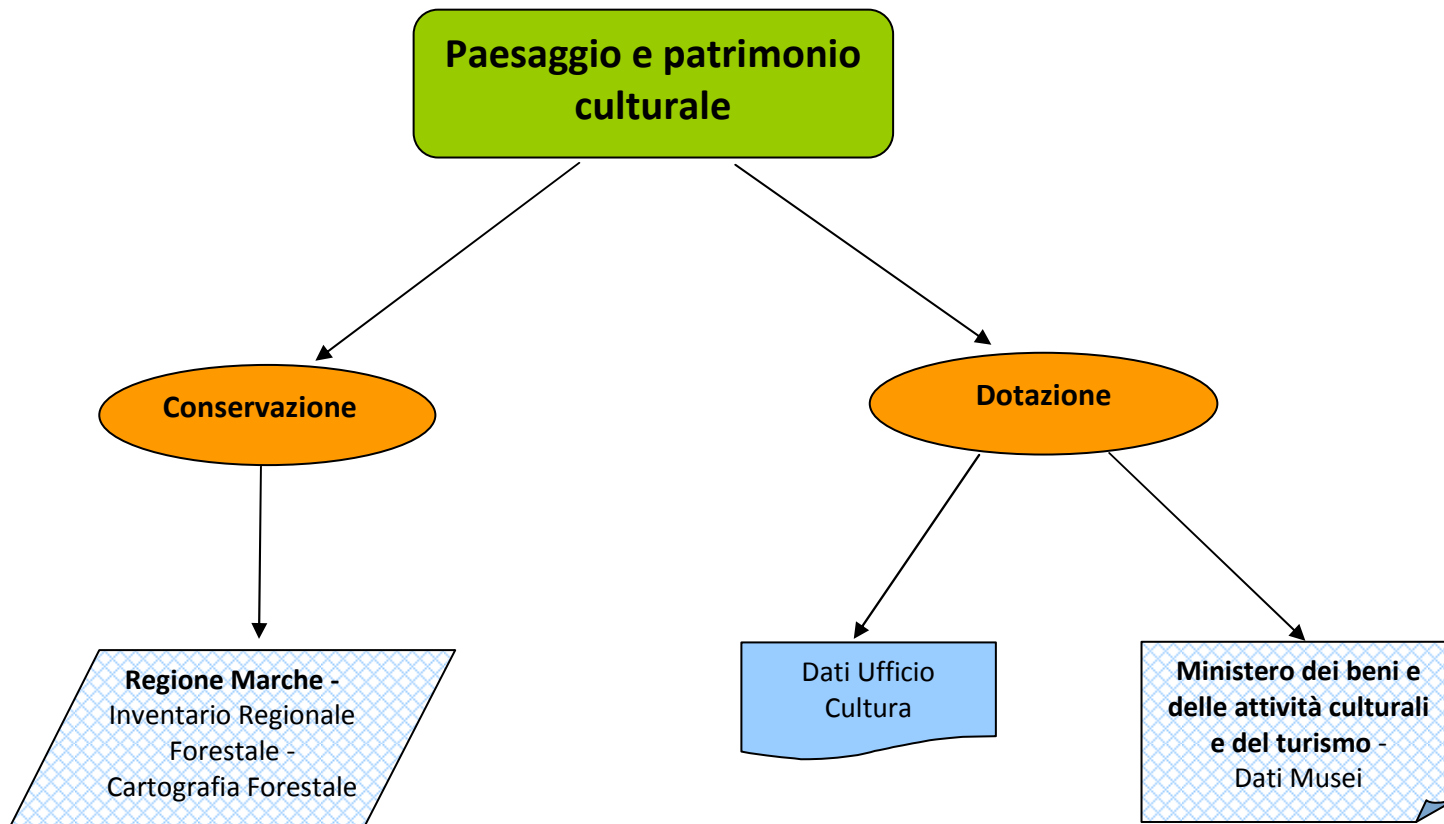 Paesaggio e patrimonio
culturale
Conservazione
Dotazione
Regione Marche -
Inventario Regionale
Forestale -
Cartografia Forestale
Dati Ufficio
Cultura
Ministero dei beni e
delle attività culturali
e del turismo -
Dati Musei